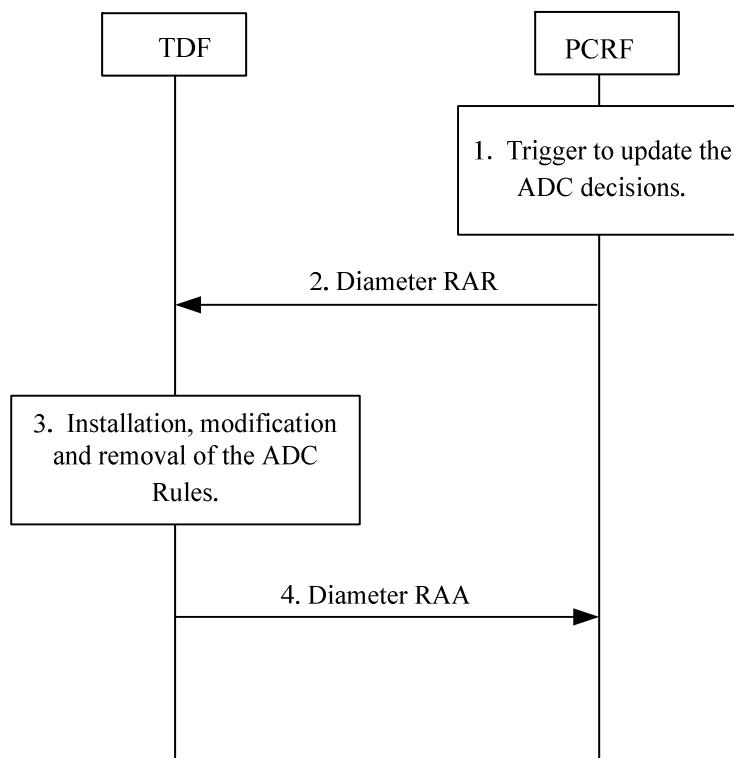 TDF
PCRF
1. Trigger to update the
ADC decisions.
2. Diameter RAR
3. Installation, modification
and removal of the ADC
Rules.
4. Diameter RAA